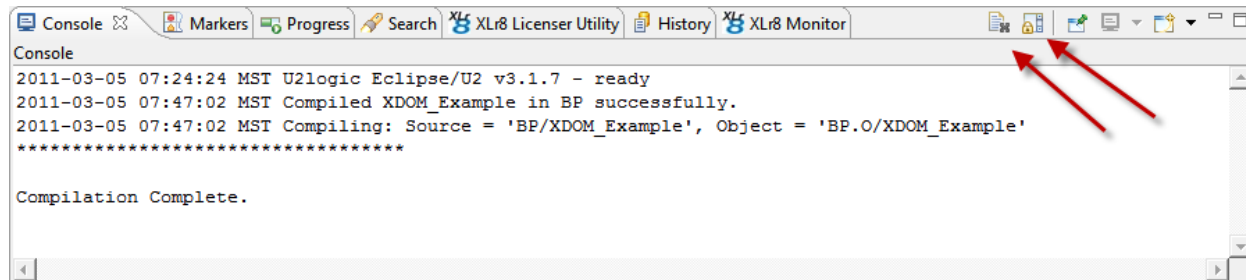 Console Markers Progress Search XLr8 Licenser Utility History XLr8 Monitor
Console
2011-03-05 07:24:24 MST U2logic Eclipse/U2 v3.1.7 - ready
2011-03-05 07:47:02 MST Compiled XDOM_Example in BP successfully.
2011-03-05 07:47:02 MST Compiling: Source = 'BP/XDOM_Example', Object = 'BP.O/XDOM_Example'
***********************************
Compilation Complete.